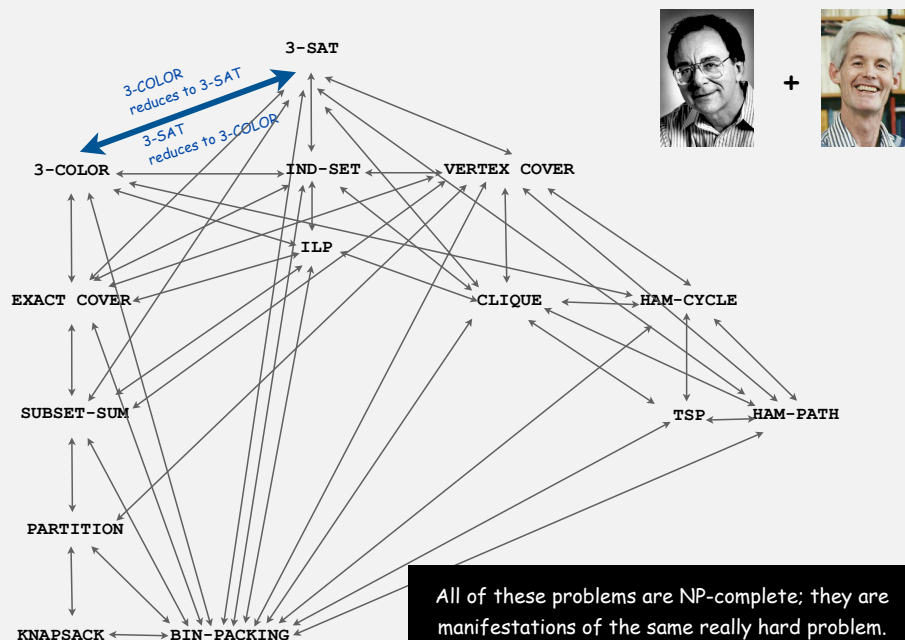 3-SAT
+
3-COLOR
reduces to 3-SAT
3-SAT
reduces to 3-COLOR
3-COLOR
IND-SET
VERTEX COVER
ILP
EXACT COVER
CLIQUE
HAM-CYCLE
SUBSET-SUM
TSP
HAM-PATH
PARTITION
KNAPSACK
BIN-PACKING
All of these problems are NP-complete; they are
manifestations of the same really hard problem.